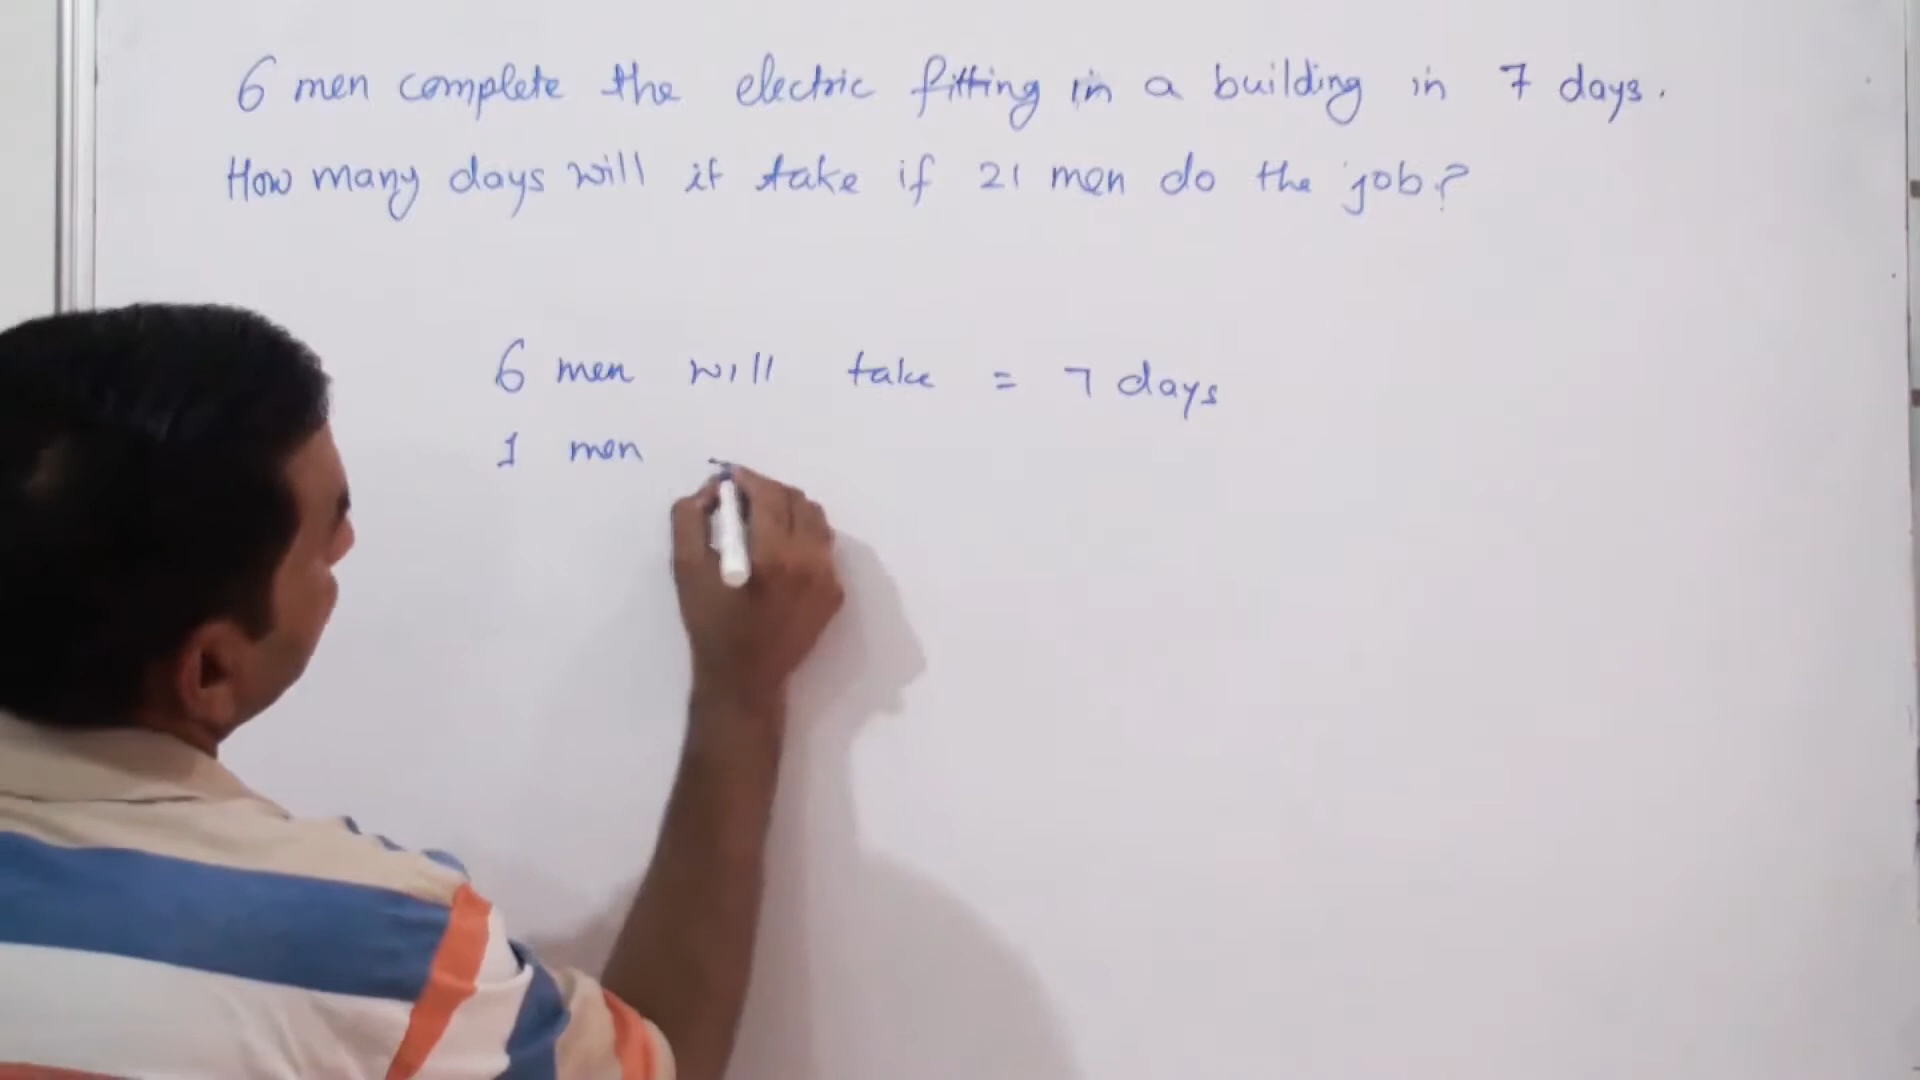 6 men complete the electric fitting in a building in 7 days.
How many days will it take if 21 men do the job?
6 men will take = 7 days
1 men